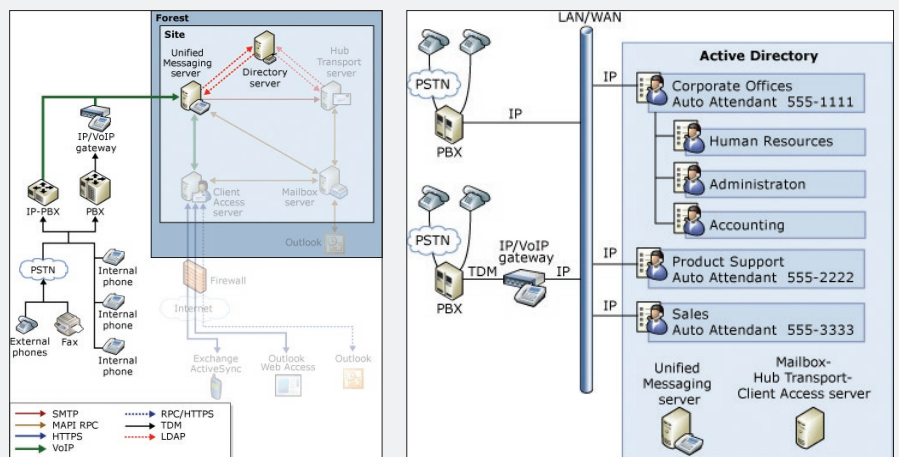 Forest
Site
Unified
Messaging
server
Directory
server
Hub
Transport
server
IP/VoIP
gateway
IP-PBX
PBX
Client
Access
server
Mailbox
server
Outlook
PSTN
Internal
phone
Firewall
Internet
Internal
phone
External
phones
Fax
Internal
phone
Exchange
ActiveSync
Outlook
Web Access
Outlook
SMTP
MAPI RPC
HTTPS
VoIP
RPC/HTTPS
TDM
LDAP
LAN/WAN
PSTN
PBX
IP
Active Directory
IP
Corporate Offices
Auto Attendant 555-1111
Human Resources
Administraton
Accounting
PSTN
PBX
TDM
IP/VoIP
gateway
IP
IP
Product Support
Auto Attendant 555-2222
IP
Sales
Auto Attendant 555-3333
Unified
Messaging
server
Mailbox-
Hub Transport-
Client Access server